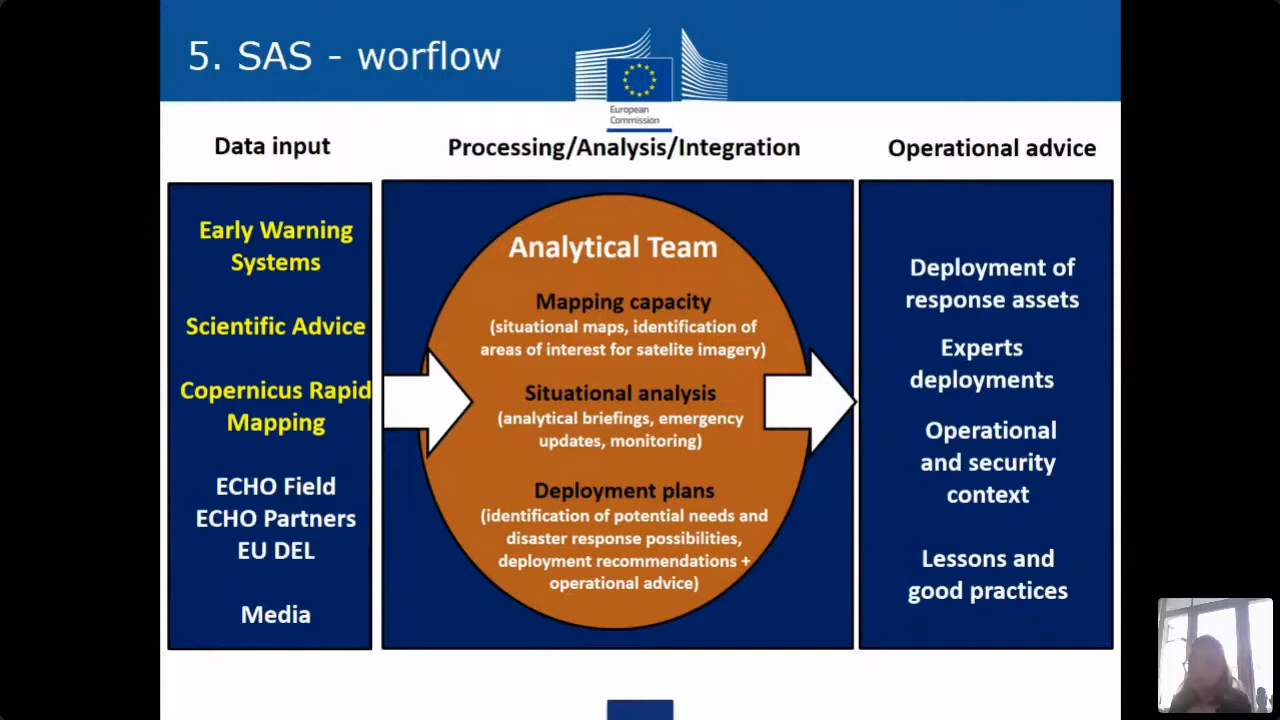 5. SAS - worflow
European
Commission
Data input
Early Warning
Systems
Scientific Advice
Copernicus Rapid
Mapping
ECHO Field
ECHO Partners
EU DEL
Media
Processing/Analysis/Integration
Analytical Team
Mapping capacity
(situational maps, identification of
areas of interest for satelite imagery)
Situational analysis
(analytical briefings, emergency
updates, monitoring)
Deployment plans
(identification of potential needs and
disaster response possibilities,
deployment recommendations +
operational advice)
Operational advice
Deployment of
response assets
Experts
deployments
Operational
and security
context
Lessons and
good practices